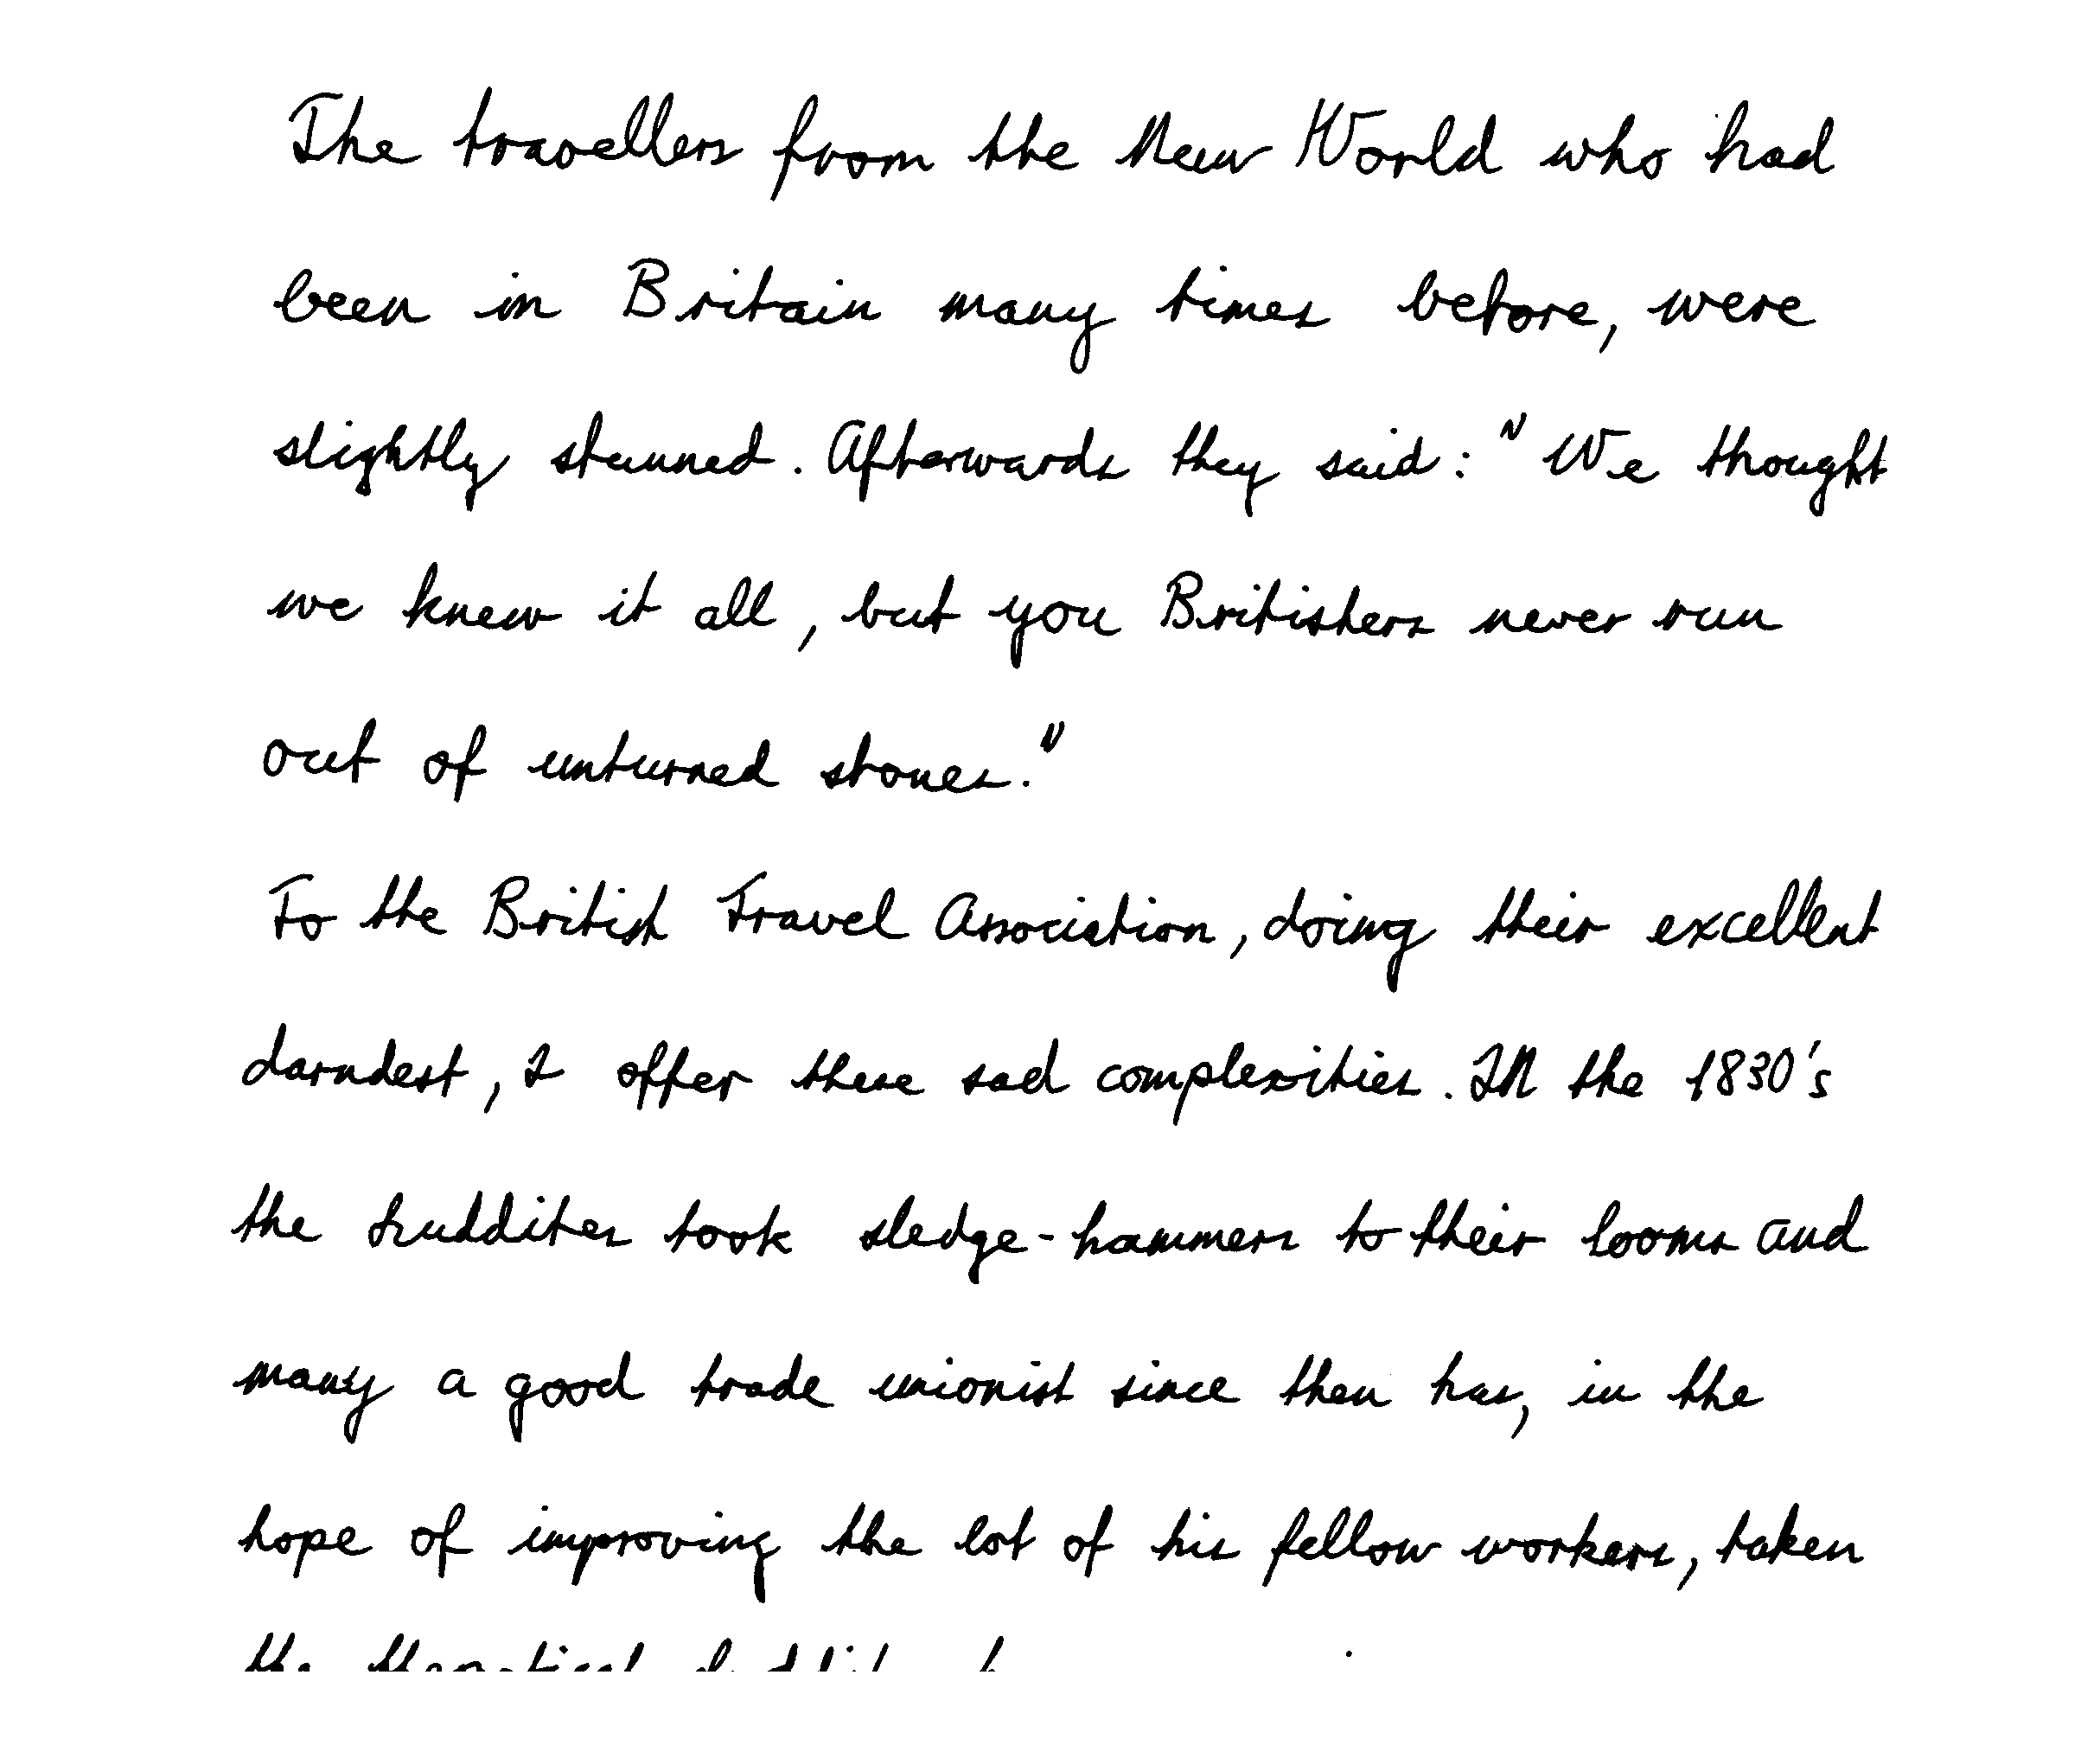 The travellers from the New World who had
been in Britain many times before, were
slightly stunned. Afterwards they said: "We thought
we knew it all, but you Britishers never run
out of unturned stones."
To the British Travel Association, doing their excellent
darndest, I offer these sad complexities. IN the 1830's
the Luddites took sledge-hammers to their looms and
many a good trade unionist since then has, in the
hope of improving the lot of his fellow workers, taken
the